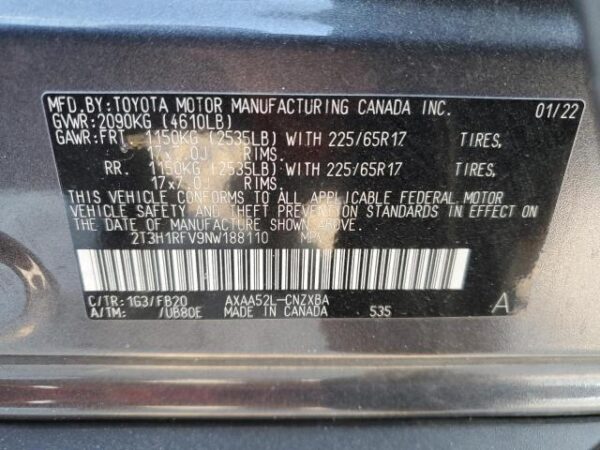 MFD.BY:TOYOTA MOTOR MANUFACTURING CANADA INC. 01/22
GVWR:2090KG (4610LB)
GAWR:FRT. 1150KG (2535LB) WITH 225/65R17 TIRES,
17x7.0J RIMS.
RR. 1150KG (2535LB) WITH 225/65R17 TIRES,
17x7.0J RIMS.
THIS VEHICLE CONFORMS TO ALL APPLICABLE FEDERAL MOTOR
VEHICLE SAFETY AND THEFT PREVENTION STANDARDS IN EFFECT ON
THE DATE OF MANUFACTURE SHOWN ABOVE.
2T3H1RFV9NW188110 MPV
C/TR: 1G3/FB20 AXAA52L-CNZXBA
A/TM: /UB80E MADE IN CANADA 535 A